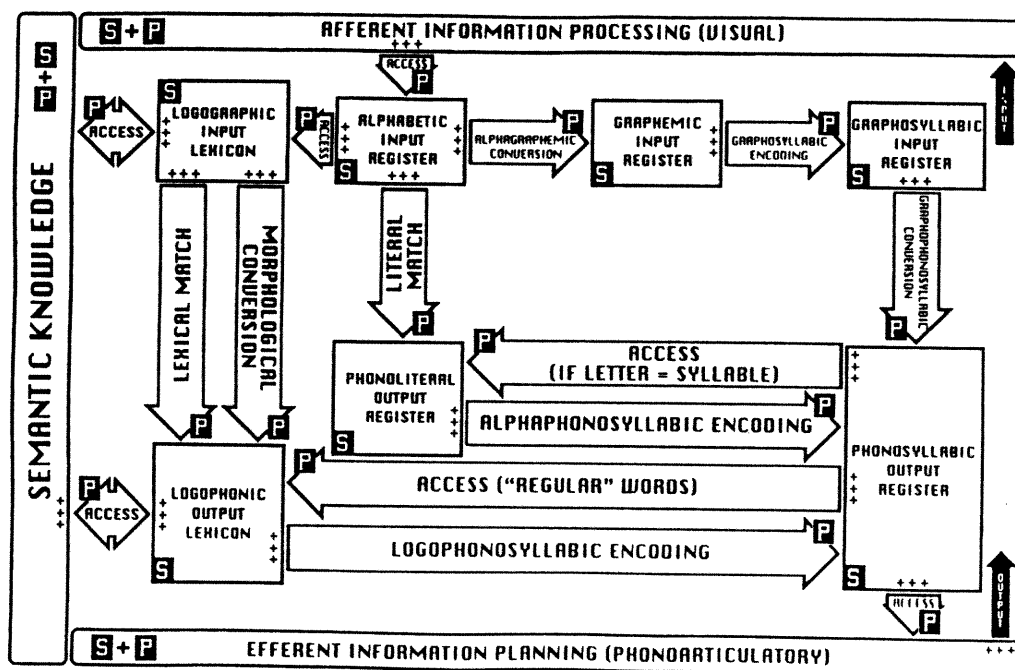 S + P
AFFERENT INFORMATION PROCESSING (VISUAL)
+++
ACCESS
P
INPUT
S
+
P
SEMANTIC KNOWLEDGE
+++
P
ACCESS
S
LOGOGRAPHIC
INPUT
LEXICON
+++
+++
+++
P
ACCESS
ALPHABETIC
INPUT
REGISTER
+++
+++
+++
S
P
ALPHAGRAPHEMIC
CONVERSION
GRAPHEMIC
INPUT
REGISTER
+++
S
P
GRAPHOSYLLABIC
ENCODING
GRAPHOSYLLABIC
INPUT
REGISTER
S
+++
LEXICAL MATCH
P
MORPHOLOGICAL
CONVERSION
P
LITERAL
MATCH
P
GRAPHOPHONOSYLLABIC
CONVERSION
P
PHONOLITERAL
OUTPUT
REGISTER
+++
S
P
ACCESS
(IF LETTER = SYLLABLE)
P
ALPHAPHONOSYLLABIC ENCODING
P
ACCESS ("REGULAR" WORDS)
P
LOGOPHONOSYLLABIC ENCODING
+++
PHONOSYLLABIC
OUTPUT
REGISTER
+++
S
+++
P
ACCESS
LOGOPHONIC
OUTPUT
LEXICON
+++
+++
S
ACCESS
P
OUTPUT
+++
S + P
EFFERENT INFORMATION PLANNING (PHONOARTICULATORY)